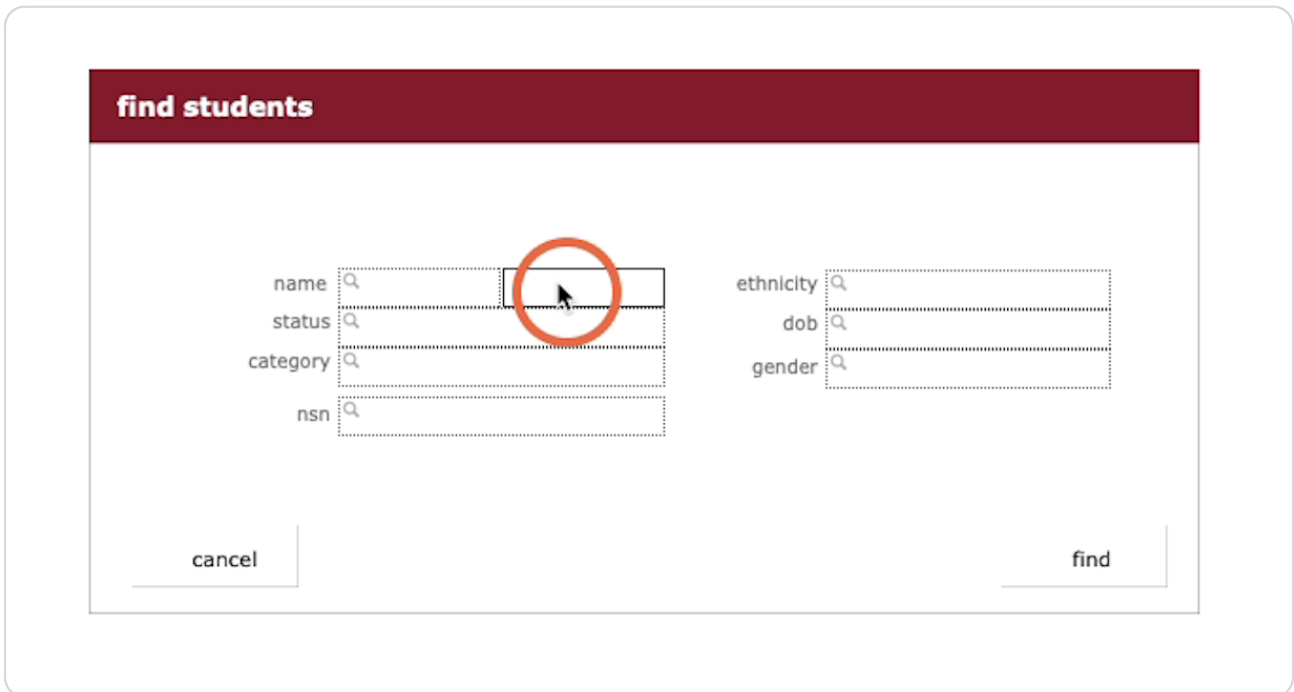 find students
name
status
category
nsn
ethnicity
dob
gender
cancel
find